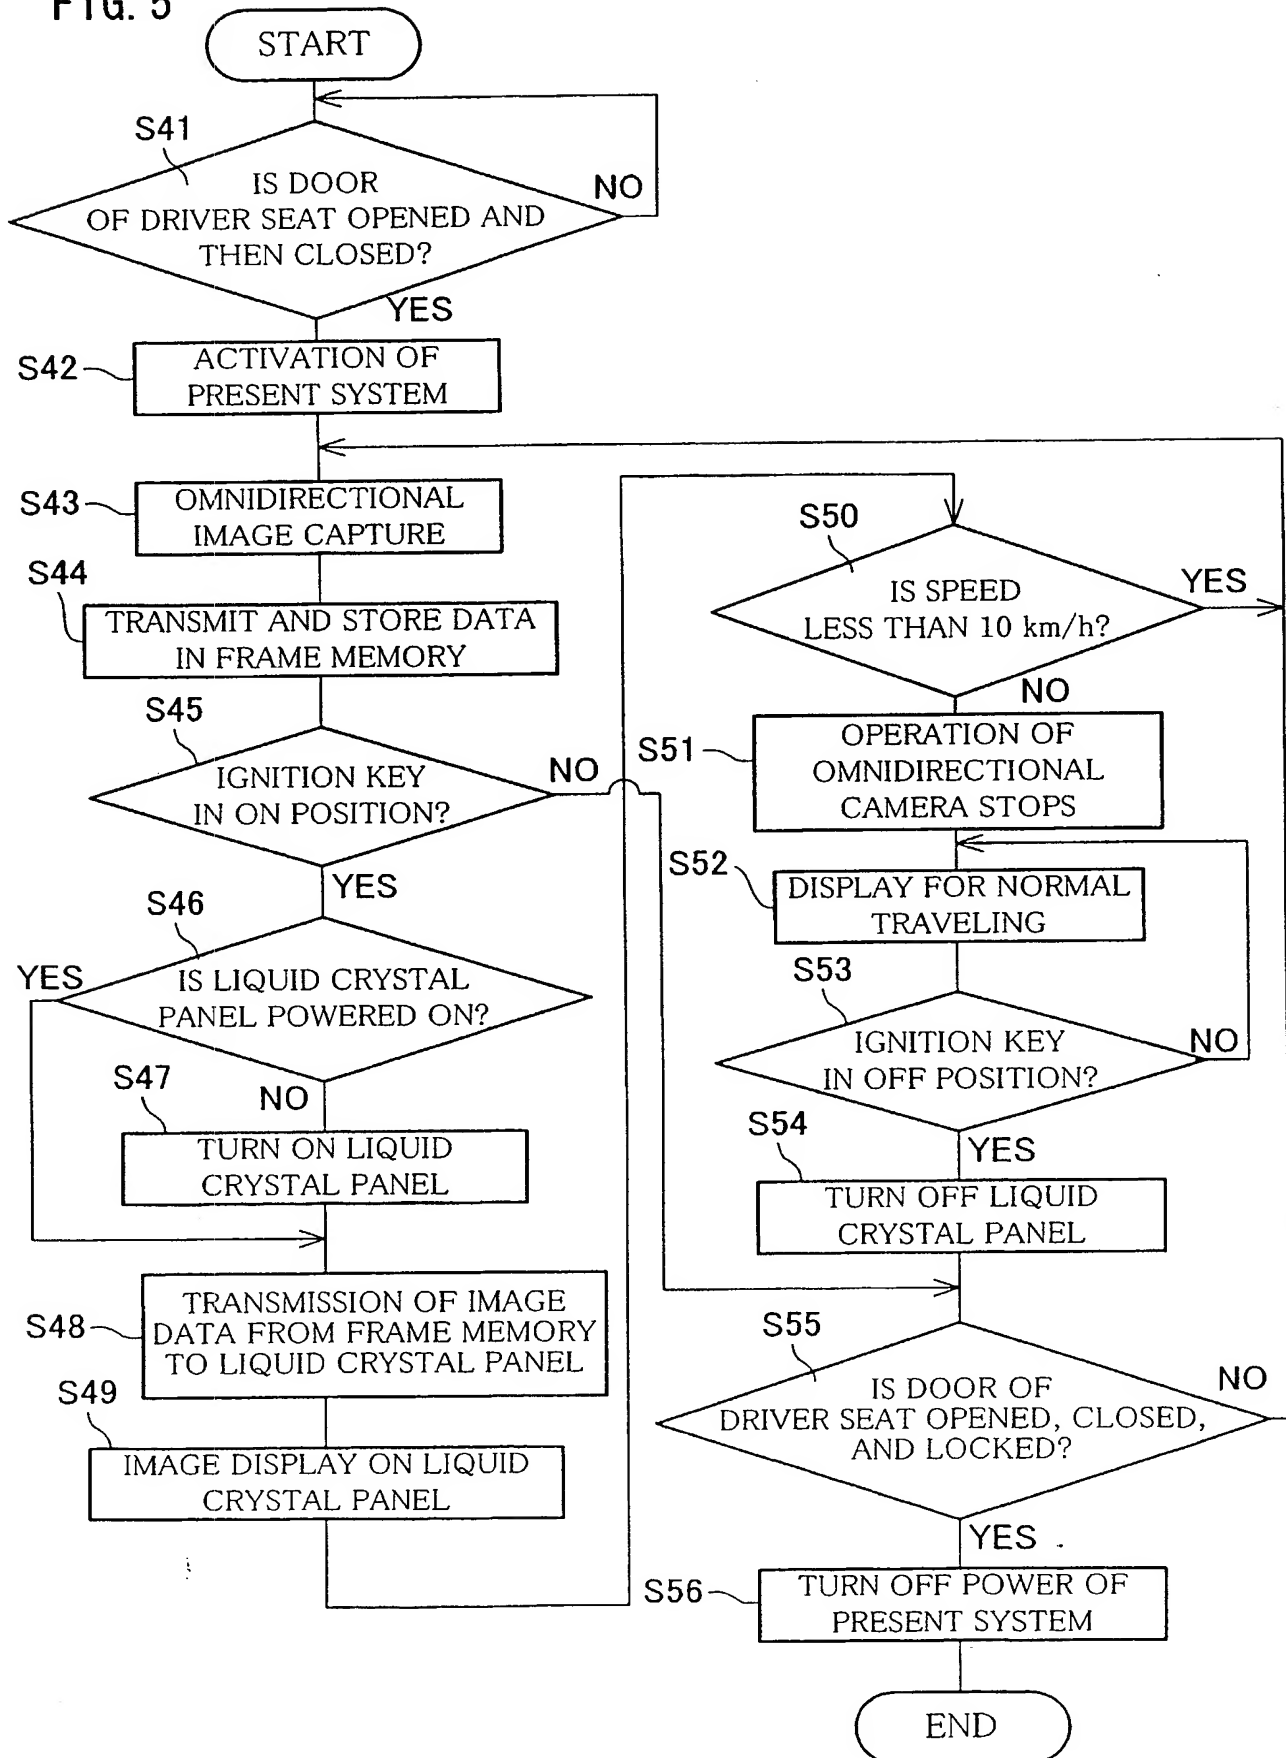 FIG. 5
START
S41
IS DOOR
OF DRIVER SEAT OPENED AND
THEN CLOSED?
NO
YES
S42
ACTIVATION OF
PRESENT SYSTEM
S43
OMNIDIRECTIONAL
IMAGE CAPTURE
S44
TRANSMIT AND STORE DATA
IN FRAME MEMORY
S45
IGNITION KEY
IN ON POSITION?
NO
YES
S46
IS LIQUID CRYSTAL
PANEL POWERED ON?
YES
NO
S47
TURN ON LIQUID
CRYSTAL PANEL
S48
TRANSMISSION OF IMAGE
DATA FROM FRAME MEMORY
TO LIQUID CRYSTAL PANEL
S49
IMAGE DISPLAY ON LIQUID
CRYSTAL PANEL
S50
IS SPEED
LESS THAN 10 km/h?
YES
NO
S51
OPERATION OF
OMNIDIRECTIONAL
CAMERA STOPS
S52
DISPLAY FOR NORMAL
TRAVELING
S53
IGNITION KEY
IN OFF POSITION?
NO
YES
S54
TURN OFF LIQUID
CRYSTAL PANEL
S55
IS DOOR OF
DRIVER SEAT OPENED, CLOSED,
AND LOCKED?
NO
YES
S56
TURN OFF POWER OF
PRESENT SYSTEM
END